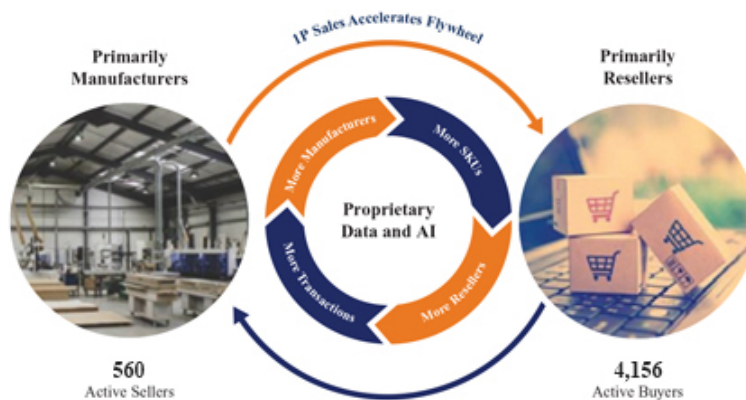 1P Sales Accelerates Flywheel
Primarily
Manufacturers
Primarily
Resellers
More Manufacturers
More SKUs
Proprietary
Data and AI
More Transactions
More Resellers
560
Active Sellers
4,156
Active Buyers